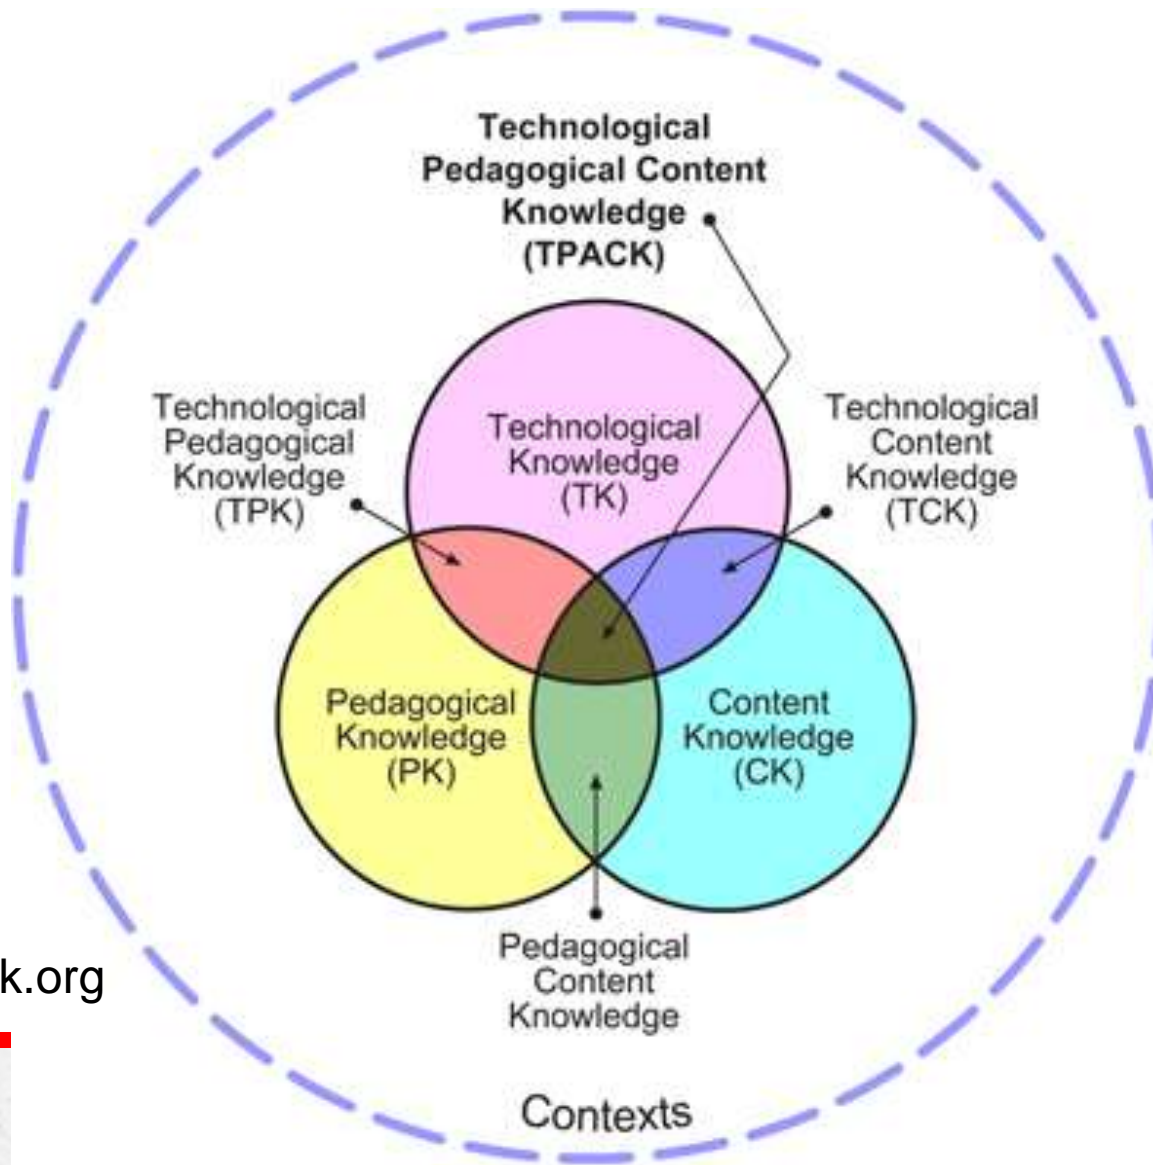 Technological
Pedagogical Content
Knowledge
(TPACK)
Technological
Pedagogical
Knowledge
(TPK)
Technological
Knowledge
(TK)
Technological
Content
Knowledge
(TCK)
Pedagogical
Knowledge
(PK)
Content
Knowledge
(CK)
Pedagogical
Content
Knowledge
k.org
Contexts